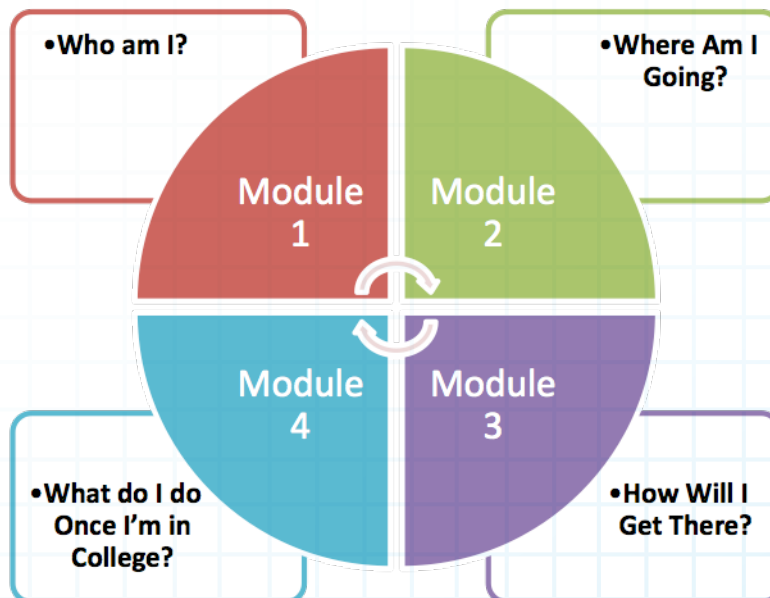 •Who am I?
•Where Am I
Going?
Module
1
Module
2
Module
4
Module
3
•What do I do
Once I'm in
College?
•How Will I
Get There?